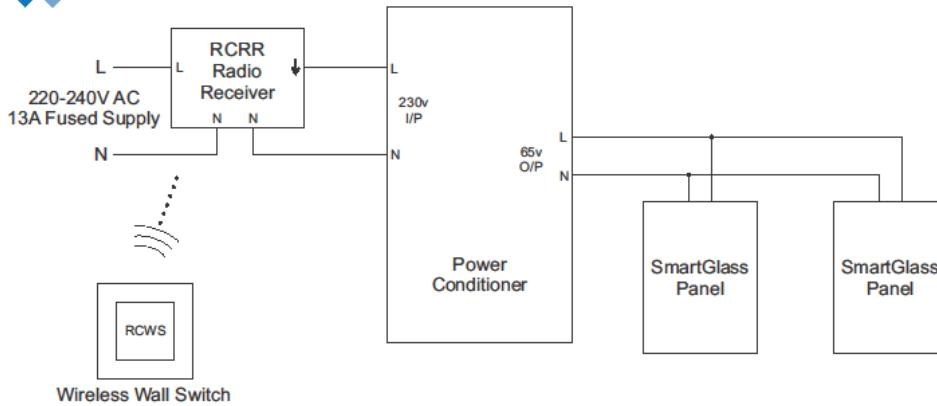 RCRR
Radio
Receiver
L
L
N
N
220-240V AC
13A Fused Supply
N
L
230v
I/P
N
L
65v
O/P
N
Power
Conditioner
SmartGlass
Panel
SmartGlass
Panel
RCWS
Wireless Wall Switch